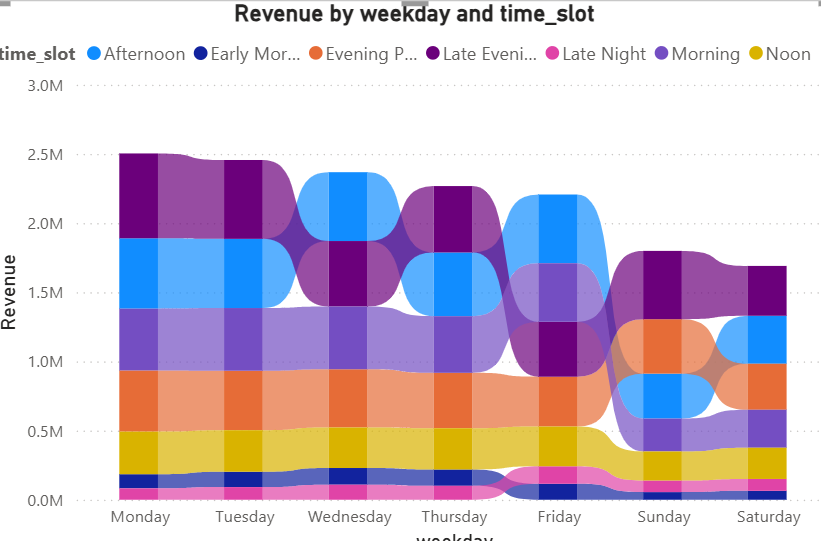 Revenue by weekday and time_slot
time_slot Afternoon Early Mor... Evening P... Late Eveni... Late Night Morning Noon
3.0M
2.5M
2.0M
1.5M
1.0M
0.5M
0.0M
Revenue
Monday Tuesday Wednesday Thursday Friday Sunday Saturday
weekday